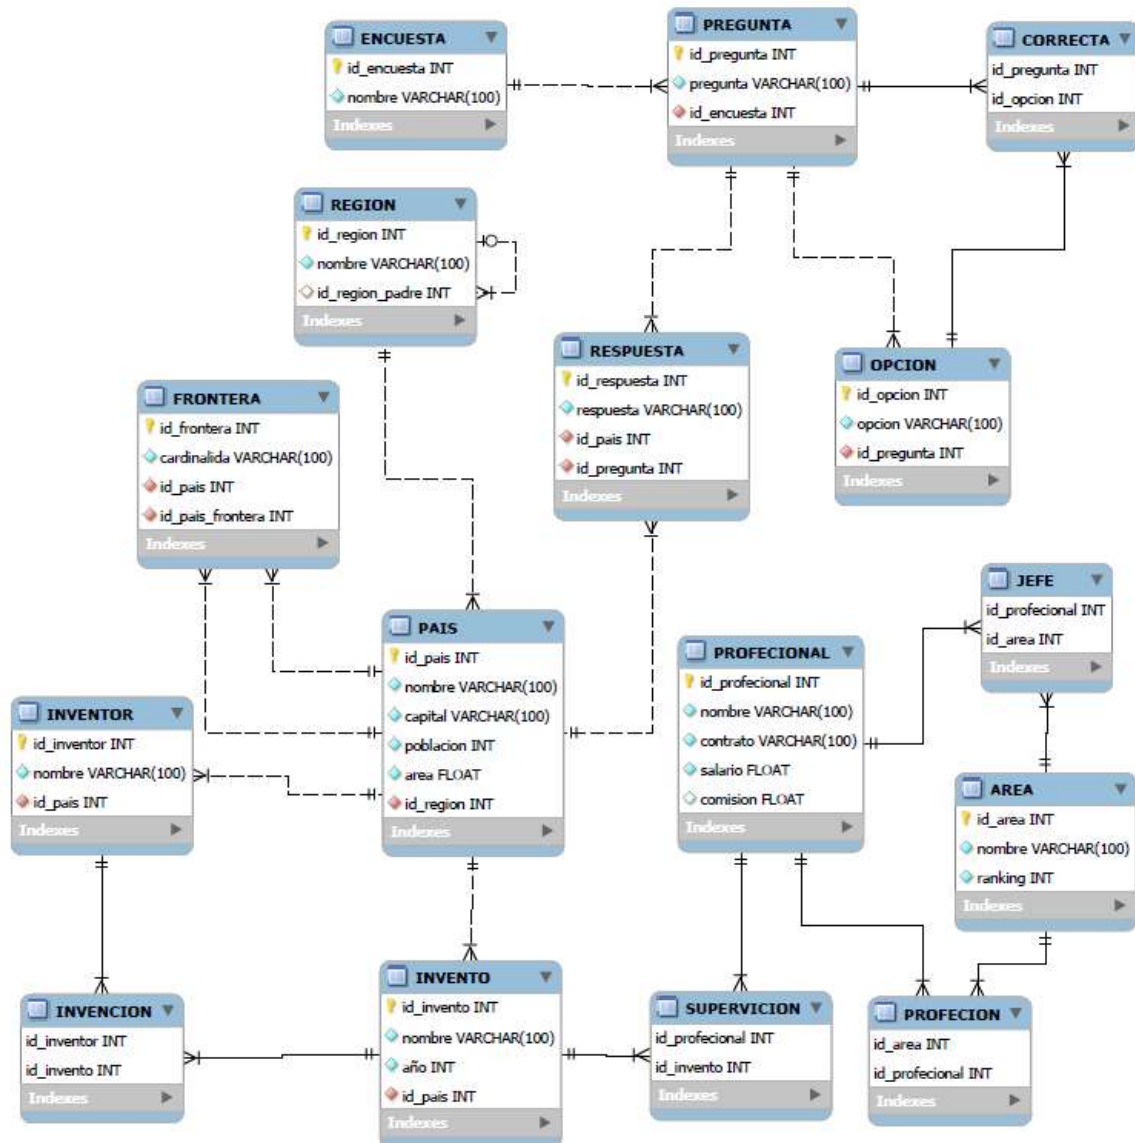 ENCUESTA
id_encuesta INT
nombre VARCHAR(100)
Indexes
PREGUNTA
id_pregunta INT
pregunta VARCHAR(100)
id_encuesta INT
Indexes
CORRECTA
id_pregunta INT
id_opcion INT
Indexes
REGION
id_region INT
nombre VARCHAR(100)
id_region_padre INT
Indexes
RESPUESTA
id_respuesta INT
respuesta VARCHAR(100)
id_pais INT
id_pregunta INT
Indexes
OPCION
id_opcion INT
opcion VARCHAR(100)
id_pregunta INT
Indexes
FRONTERA
id_frontera INT
cardinalida VARCHAR(100)
id_pais INT
id_pais_frontera INT
Indexes
JEFE
id_profecional INT
id_area INT
Indexes
PAIS
id_pais INT
nombre VARCHAR(100)
capital VARCHAR(100)
poblacion INT
area FLOAT
id_region INT
Indexes
PROFECIONAL
id_profecional INT
nombre VARCHAR(100)
contrato VARCHAR(100)
salario FLOAT
comision FLOAT
Indexes
INVENTOR
id_inventor INT
nombre VARCHAR(100)
id_pais INT
Indexes
AREA
id_area INT
nombre VARCHAR(100)
ranking INT
Indexes
INVENCION
id_inventor INT
id_invento INT
Indexes
INVENTO
id_invento INT
nombre VARCHAR(100)
año INT
id_pais INT
Indexes
SUPERVICION
id_profecional INT
id_invento INT
Indexes
PROFECION
id_area INT
id_profecional INT
Indexes